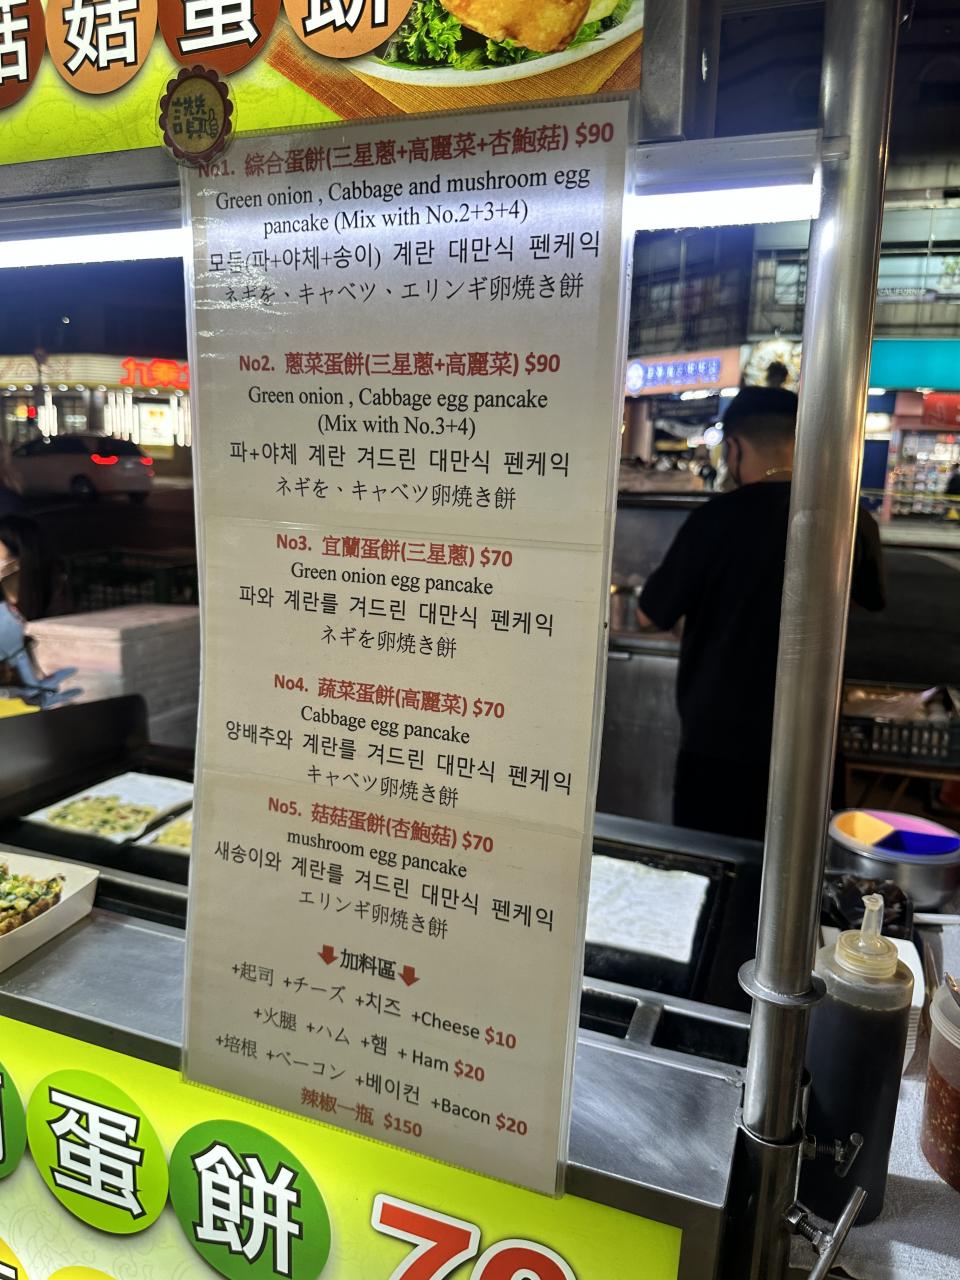 菇菇蛋餅
讚
No1. 綜合蛋餅(三星蔥+高麗菜+杏鮑菇) $90
Green onion , Cabbage and mushroom egg
pancake (Mix with No.2+3+4)
모듬(파+야채+송이) 계란 대만식 펜케익
ネギを、キャベツ、エリンギ卵焼き餅
No2. 蔥菜蛋餅(三星蔥+高麗菜) $90
Green onion , Cabbage egg pancake
(Mix with No.3+4)
파+야체 계란 겨드린 대만식 펜케익
ネギを、キャベツ卵焼き餅
No3. 宜蘭蛋餅(三星蔥) $70
Green onion egg pancake
파와 계란를 겨드린 대만식 펜케익
ネギを卵焼き餅
No4. 蔬菜蛋餅(高麗菜) $70
Cabbage egg pancake
양배추와 계란를 겨드린 대만식 펜케익
キャベツ卵焼き餅
No5. 菇菇蛋餅(杏鮑菇) $70
mushroom egg pancake
새송이와 계란를 겨드린 대만식 펜케익
エリンギ卵焼き餅
加料區
+起司 +チーズ +치즈 +Cheese $10
+火腿 +ハム +햄 + Ham $20
+培根 +ベーコン +베이컨 +Bacon $20
辣椒一瓶 $150
蛋餅 70